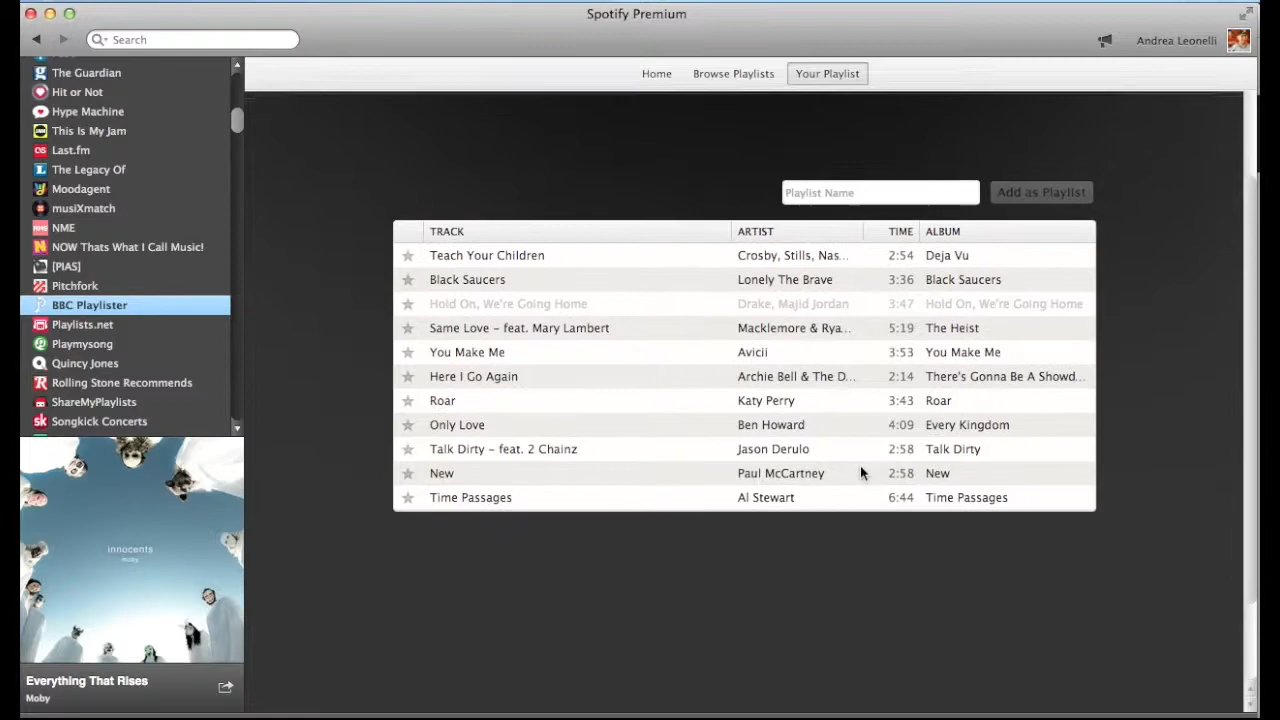 Spotify Premium
Search
Andrea Leonelli
The Guardian
Hit or Not
Hype Machine
This Is My Jam
Last.fm
The Legacy Of
Moodagent
musiXmatch
NME
NOW Thats What I Call Music!
[PIAS]
Pitchfork
BBC Playlister
Playlists.net
Playmysong
Quincy Jones
Rolling Stone Recommends
ShareMyPlaylists
Songkick Concerts
innocents
moby
Everything That Rises
Moby
Home Browse Playlists Your Playlist
Playlist Name Add as Playlist
TRACK ARTIST TIME ALBUM
Teach Your Children Crosby, Stills, Nas... 2:54 Deja Vu
Black Saucers Lonely The Brave 3:36 Black Saucers
Hold On, We're Going Home Drake, Majid Jordan 3:47 Hold On, We're Going Home
Same Love – feat. Mary Lambert Macklemore & Rya... 5:19 The Heist
You Make Me Avicii 3:53 You Make Me
Here I Go Again Archie Bell & The D... 2:14 There's Gonna Be A Showd...
Roar Katy Perry 3:43 Roar
Only Love Ben Howard 4:09 Every Kingdom
Talk Dirty – feat. 2 Chainz Jason Derulo 2:58 Talk Dirty
New Paul McCartney 2:58 New
Time Passages Al Stewart 6:44 Time Passages